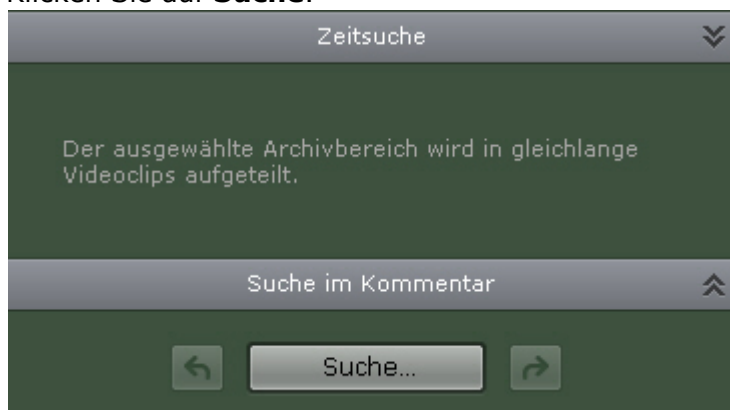 Klicken Sie auf Suche.
Zeitsuche
Der ausgewählte Archivbereich wird in gleichlange
Videoclips aufgeteilt.
Suche im Kommentar
Suche...